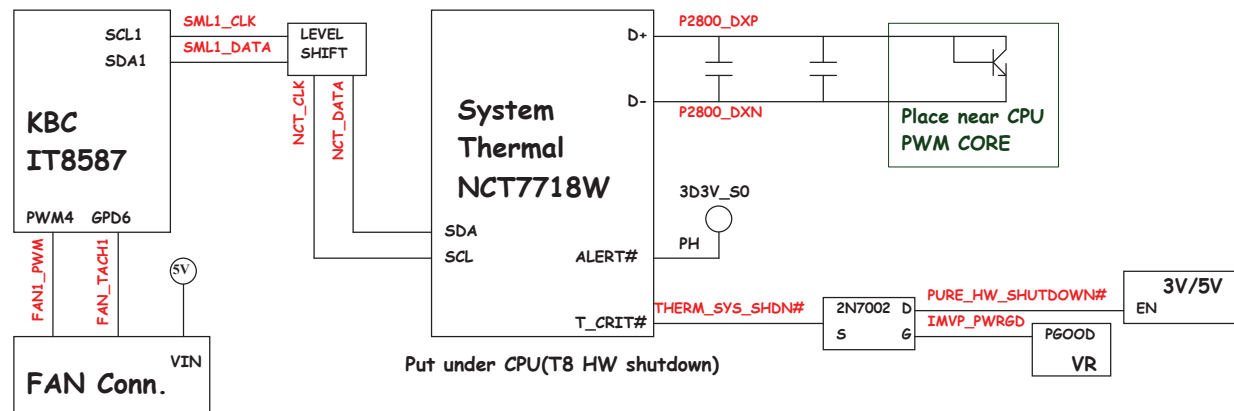 SCL1
SDA1
KBC
IT8587
PWM4 GPD6
SML1_CLK
SML1_DATA
LEVEL
SHIFT
NCT_CLK
NCT_DATA
FAN1_PWM
FAN_TACH1
5V
VIN
FAN Conn.
System
Thermal
NCT7718W
D+
D-
SDA
SCL
ALERT#
T_CRIT#
P2800_DXP
P2800_DXN
Place near CPU
PWM CORE
3D3V_S0
PH
THERM_SYS_SHDN#
2N7002 D
S G
PURE_HW_SHUTDOWN#
IMVP_PWRGD
3V/5V
EN
PGOOD
VR
Put under CPU(T8 HW shutdown)